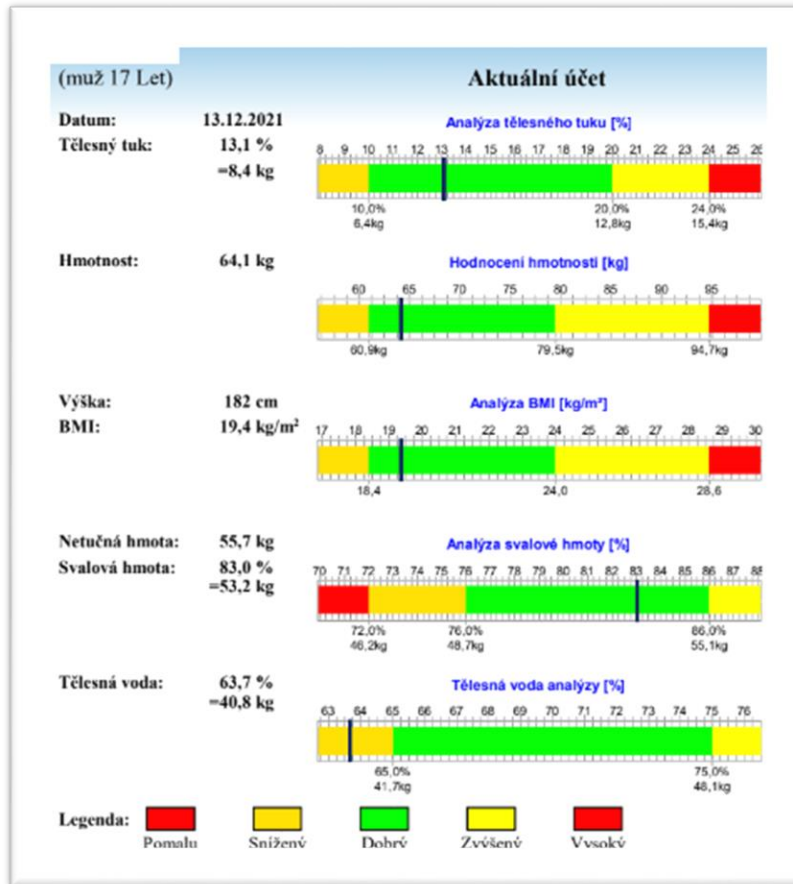 (muž 17 Let) Aktuální účet
Datum: 13.12.2021 Analýza tělesného tuku [%]
Tělesný tuk: 13,1 % 8 9 10 11 12 13 14 15 16 17 18 19 20 21 22 23 24 25 26
=8,4 kg
10,0% 20,0% 24,0%
6,4kg 12,8kg 15,4kg
Hmotnost: 64,1 kg Hodnocení hmotnosti [kg]
60 65 70 75 80 85 90 95
60,9kg 79,5kg 94,7kg
Výška: 182 cm Analýza BMI [kg/m²]
BMI: 19,4 kg/m² 17 18 19 20 21 22 23 24 25 26 27 28 29 30
18,4 24,0 28,6
Netučná hmota: 55,7 kg Analýza svalové hmoty [%]
Svalová hmota: 83,0 % 70 71 72 73 74 75 76 77 78 79 80 81 82 83 84 85 86 87 88
=53,2 kg
72,0% 76,0% 86,0%
46,2kg 48,7kg 55,1kg
Tělesná voda: 63,7 % Tělesná voda analýzy [%]
=40,8 kg 63 64 65 66 67 68 69 70 71 72 73 74 75 76
65,0% 75,0%
41,7kg 48,1kg
Legenda:
Pomalu Snížený Dobrý Zvýšený Vysoký